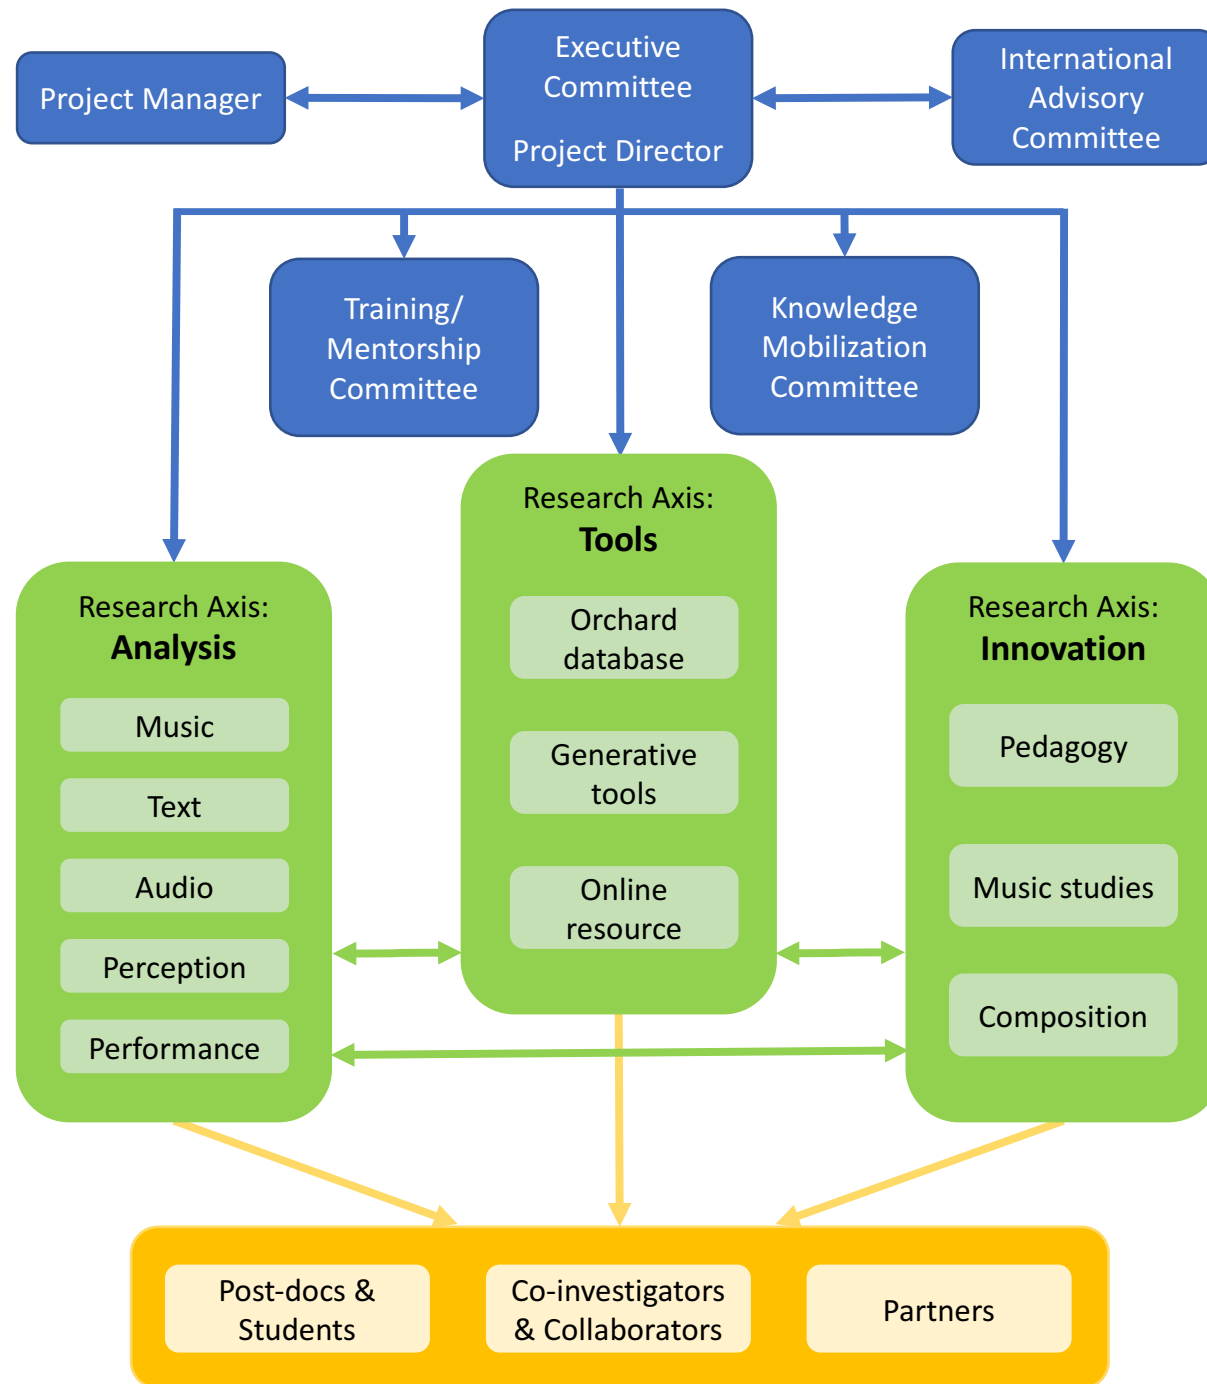 Project Manager
Executive
Committee
Project Director
International
Advisory
Committee
Training/
Mentorship
Committee
Knowledge
Mobilization
Committee
Research Axis:
Analysis
Music
Text
Audio
Perception
Performance
Research Axis:
Tools
Orchard
database
Generative
tools
Online
resource
Research Axis:
Innovation
Pedagogy
Music studies
Composition
Post-docs &
Students
Co-investigators
& Collaborators
Partners